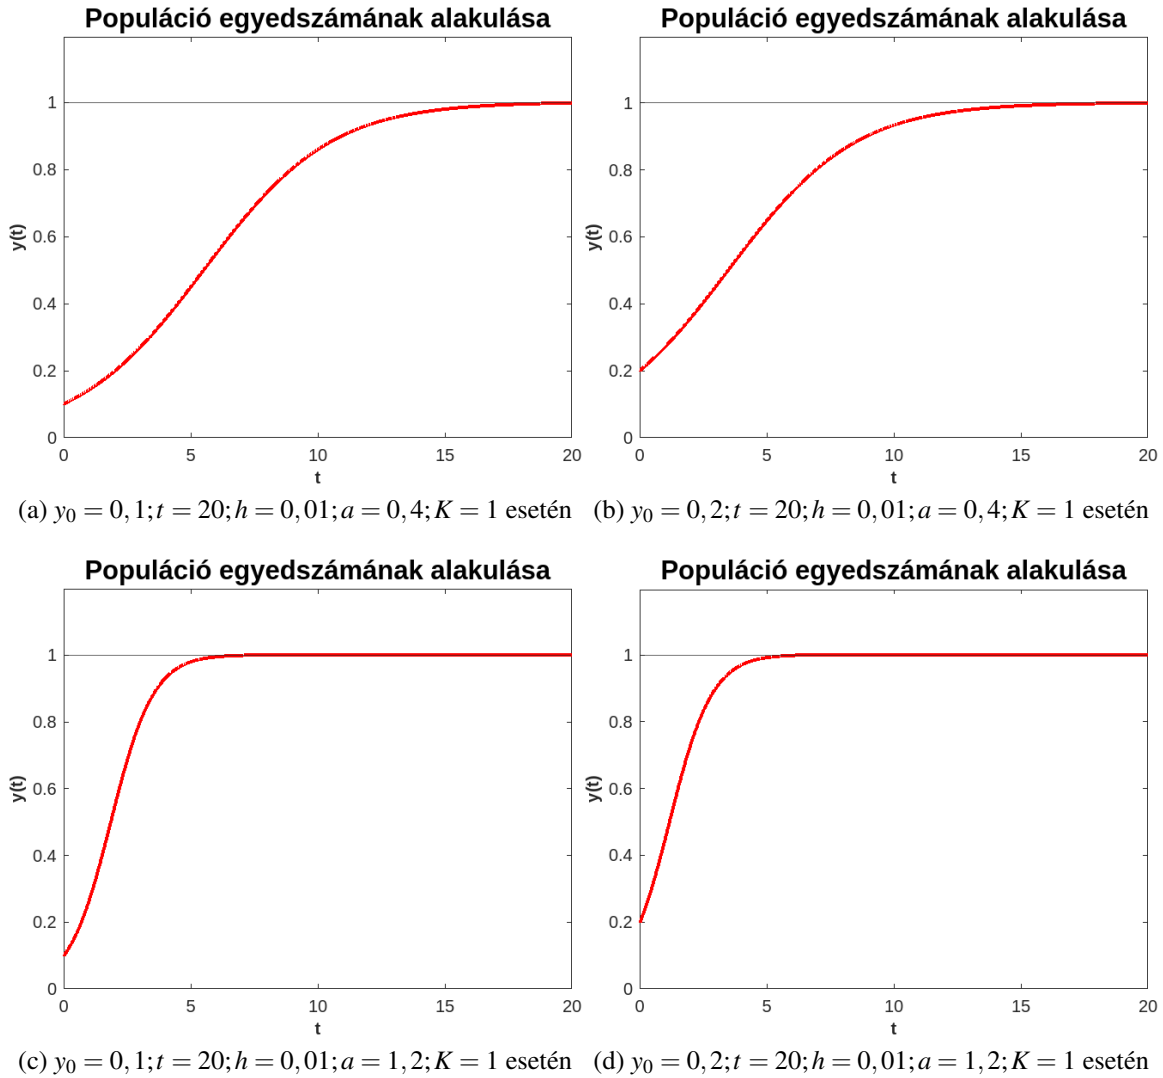 Populáció egyedszámának alakulása
y(t)
1
0.8
0.6
0.4
0.2
0
0 5 10 15 20
t
(a) y₀ = 0,1; t = 20; h = 0,01; a = 0,4; K = 1 esetén
Populáció egyedszámának alakulása
y(t)
1
0.8
0.6
0.4
0.2
0
0 5 10 15 20
t
(b) y₀ = 0,2; t = 20; h = 0,01; a = 0,4; K = 1 esetén
Populáció egyedszámának alakulása
y(t)
1
0.8
0.6
0.4
0.2
0
0 5 10 15 20
t
(c) y₀ = 0,1; t = 20; h = 0,01; a = 1,2; K = 1 esetén
Populáció egyedszámának alakulása
y(t)
1
0.8
0.6
0.4
0.2
0
0 5 10 15 20
t
(d) y₀ = 0,2; t = 20; h = 0,01; a = 1,2; K = 1 esetén